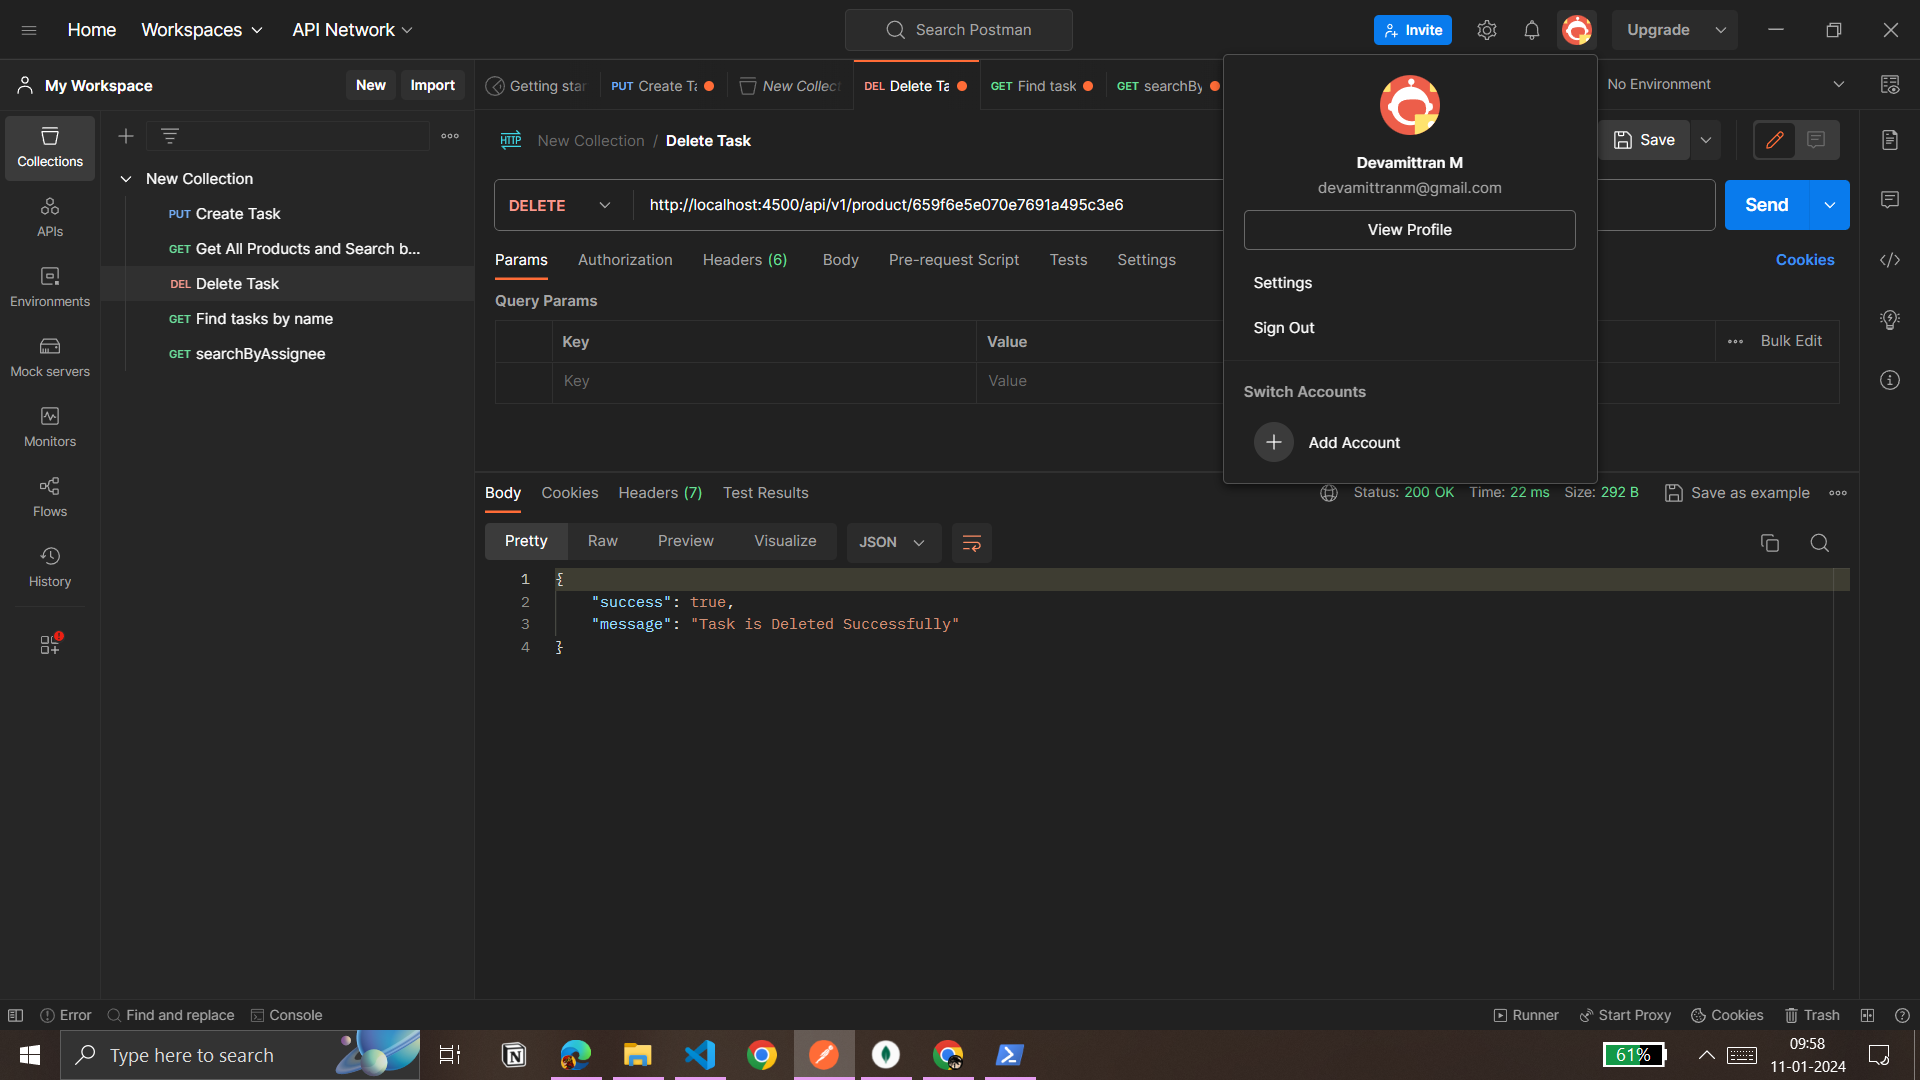 Home Workspaces API Network Search Postman Invite Upgrade
My Workspace New Import
Getting star PUT Create Ta New Collect DEL Delete Ta GET Find task GET searchBy No Environment
Collections
APIs
Environments
Mock servers
Monitors
Flows
History
New Collection
PUT Create Task
GET Get All Products and Search b...
DEL Delete Task
GET Find tasks by name
GET searchByAssignee
HTTP New Collection / Delete Task Save
DELETE http://localhost:4500/api/v1/product/659f6e5e070e7691a495c3e6 Send
Params Authorization Headers (6) Body Pre-request Script Tests Settings Cookies
Query Params
Key Value Bulk Edit
Key Value
Devamittran M
devamittranm@gmail.com
View Profile
Settings
Sign Out
Switch Accounts
Add Account
Body Cookies Headers (7) Test Results Status: 200 OK Time: 22 ms Size: 292 B Save as example
Pretty Raw Preview Visualize JSON
1 {
2 "success": true,
3 "message": "Task is Deleted Successfully"
4 }
Error Find and replace Console Runner Start Proxy Cookies Trash
Type here to search 61% 09:58
11-01-2024